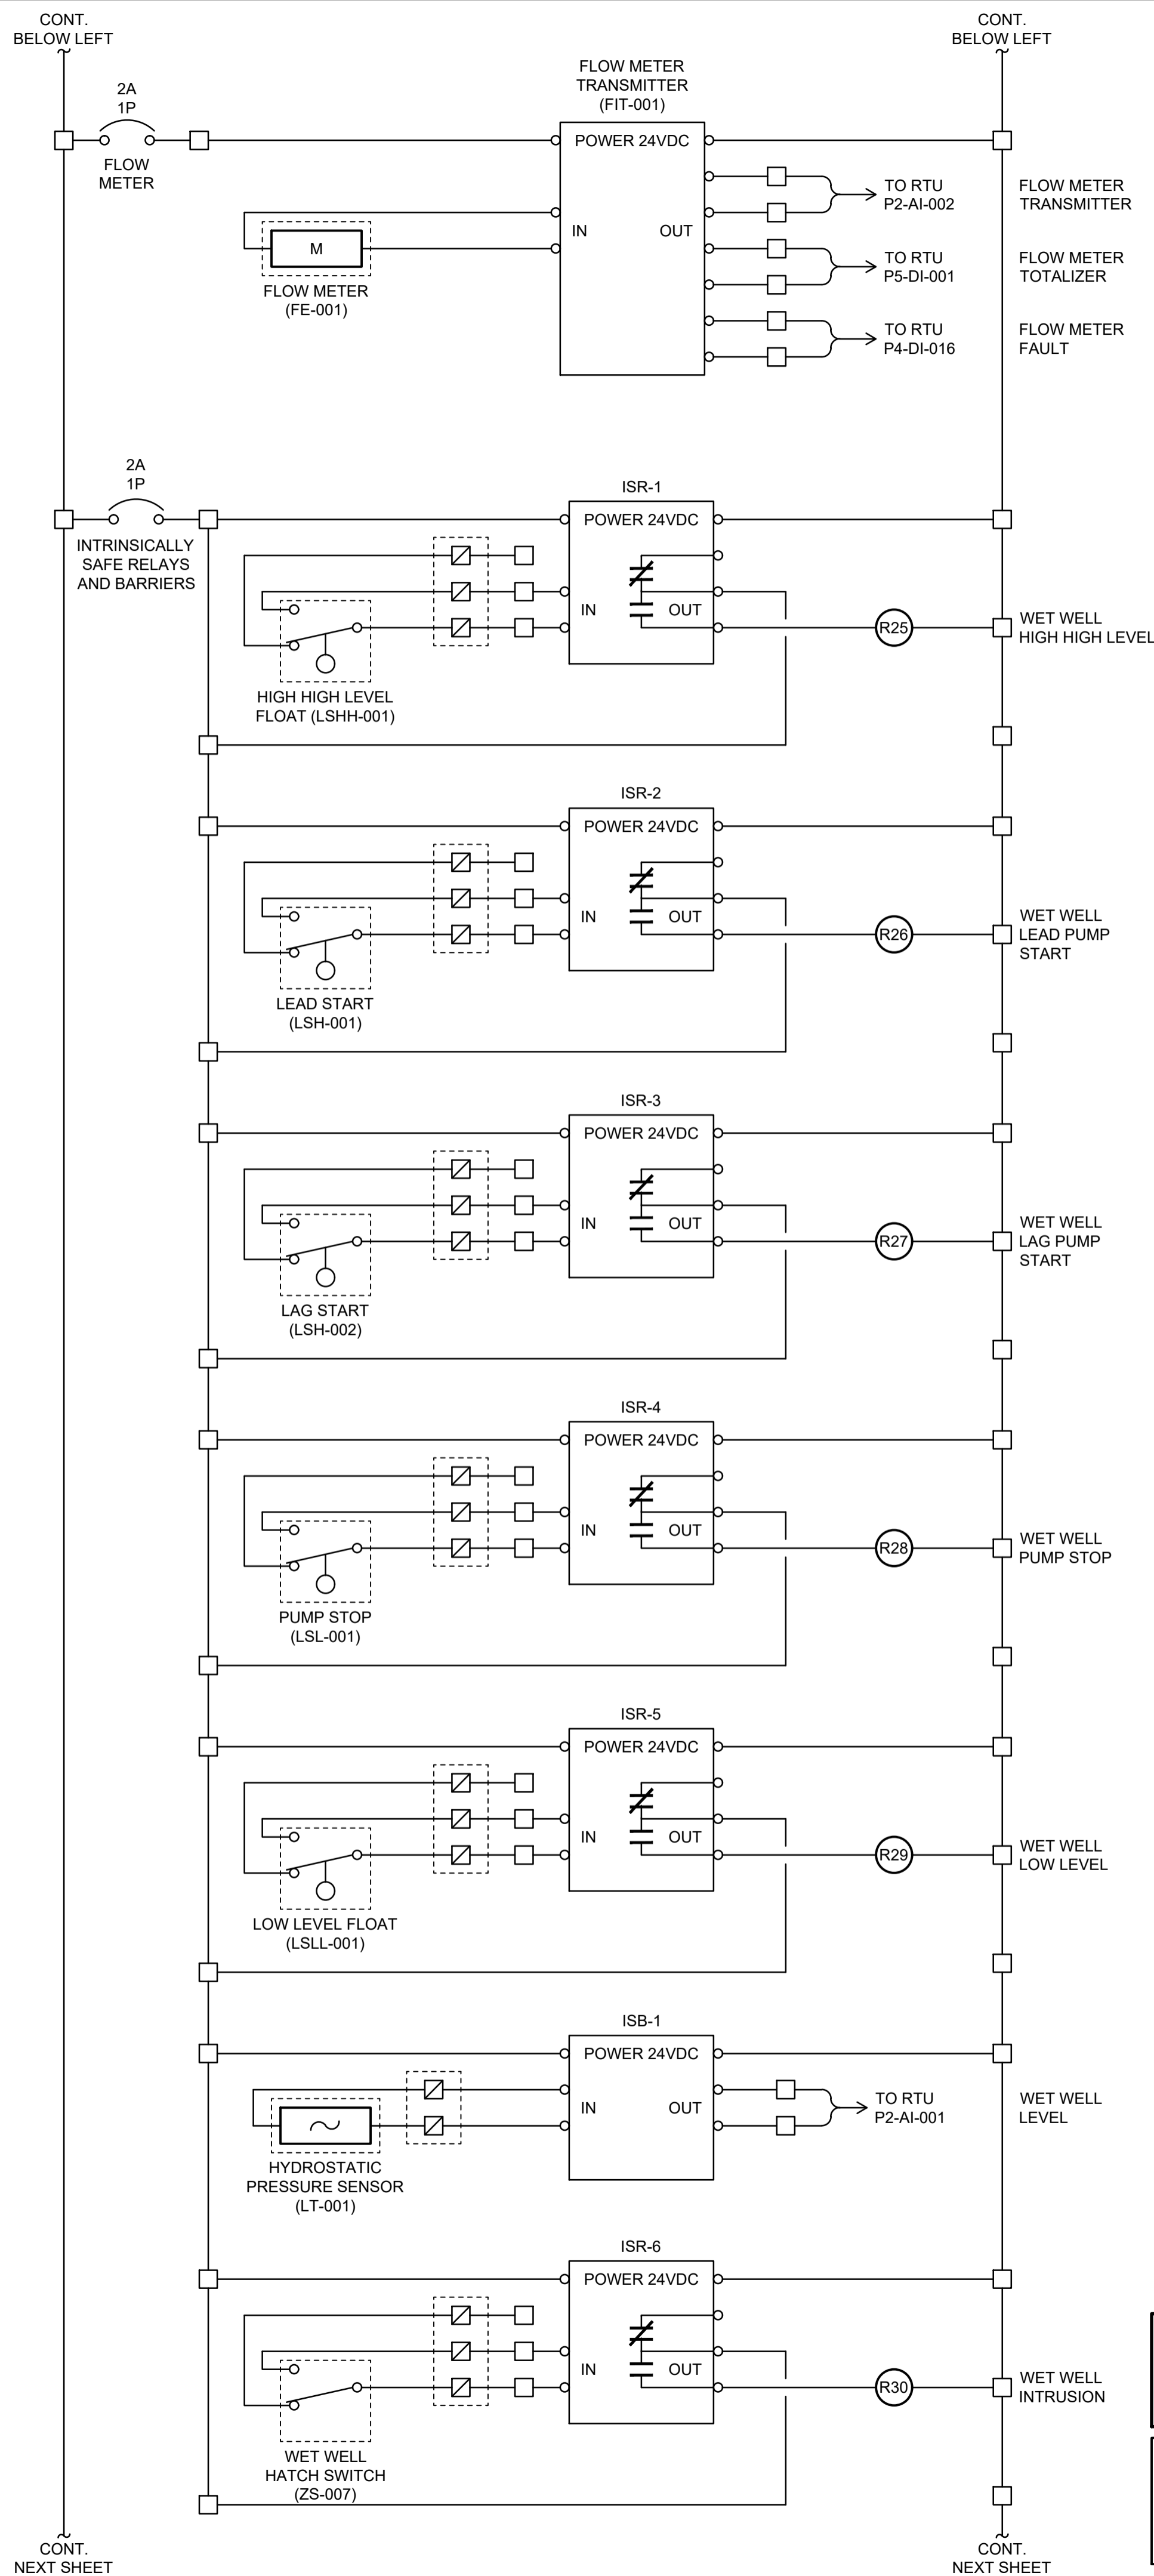 CONT.
BELOW LEFT
CONT.
BELOW LEFT
2A
1P
FLOW
METER
FLOW METER
TRANSMITTER
(FIT-001)
POWER 24VDC
IN
OUT
M
FLOW METER
(FE-001)
TO RTU
P2-AI-002
FLOW METER
TRANSMITTER
TO RTU
P5-DI-001
FLOW METER
TOTALIZER
TO RTU
P4-DI-016
FLOW METER
FAULT
2A
1P
INTRINSICALLY
SAFE RELAYS
AND BARRIERS
ISR-1
POWER 24VDC
IN
OUT
R25
WET WELL
HIGH HIGH LEVEL
HIGH HIGH LEVEL
FLOAT (LSHH-001)
ISR-2
POWER 24VDC
IN
OUT
R26
WET WELL
LEAD PUMP
START
LEAD START
(LSH-001)
ISR-3
POWER 24VDC
IN
OUT
R27
WET WELL
LAG PUMP
START
LAG START
(LSH-002)
ISR-4
POWER 24VDC
IN
OUT
R28
WET WELL
PUMP STOP
PUMP STOP
(LSL-001)
ISR-5
POWER 24VDC
IN
OUT
R29
WET WELL
LOW LEVEL
LOW LEVEL FLOAT
(LSLL-001)
ISB-1
POWER 24VDC
IN
OUT
TO RTU
P2-AI-001
WET WELL
LEVEL
HYDROSTATIC
PRESSURE SENSOR
(LT-001)
ISR-6
POWER 24VDC
IN
OUT
R30
WET WELL
INTRUSION
WET WELL
HATCH SWITCH
(ZS-007)
CONT.
NEXT SHEET
CONT.
NEXT SHEET